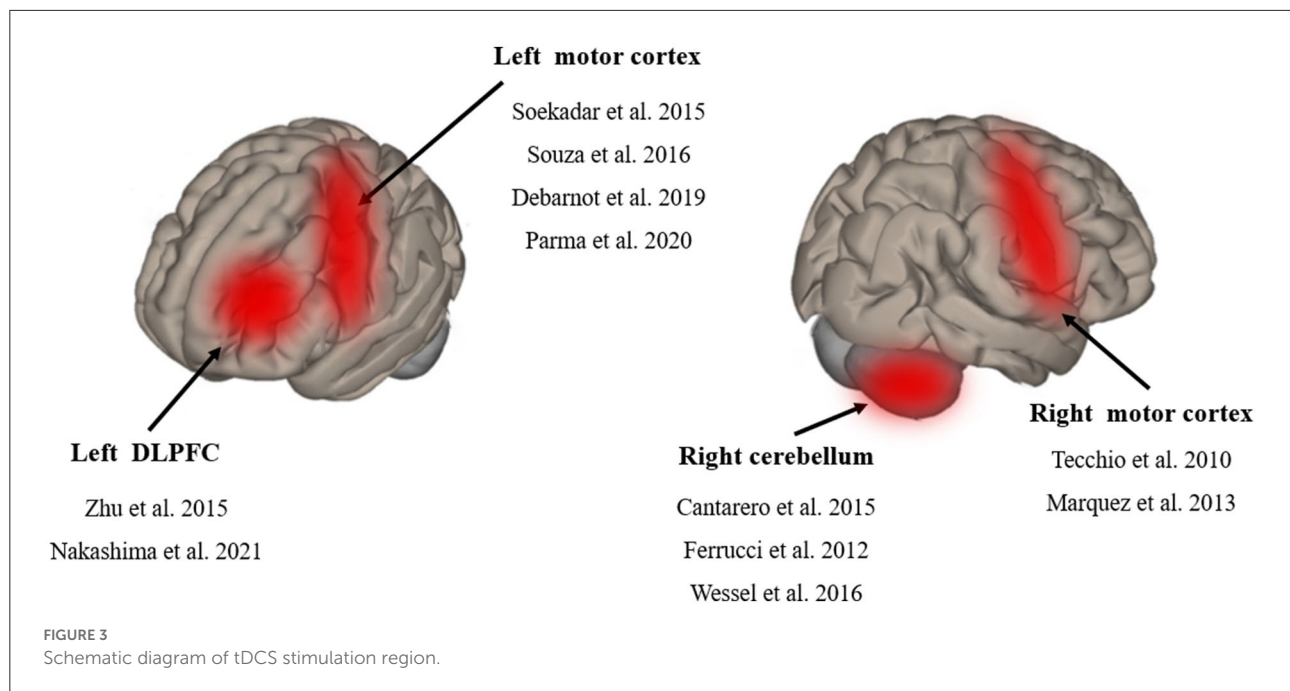 Left motor cortex
Soekadar et al. 2015
Souza et al. 2016
Debarnot et al. 2019
Parma et al. 2020
Left DLPFC
Zhu et al. 2015
Nakashima et al. 2021
Right cerebellum
Cantarero et al. 2015
Ferrucci et al. 2012
Wessel et al. 2016
Right motor cortex
Tecchio et al. 2010
Marquez et al. 2013
FIGURE 3
Schematic diagram of tDCS stimulation region.